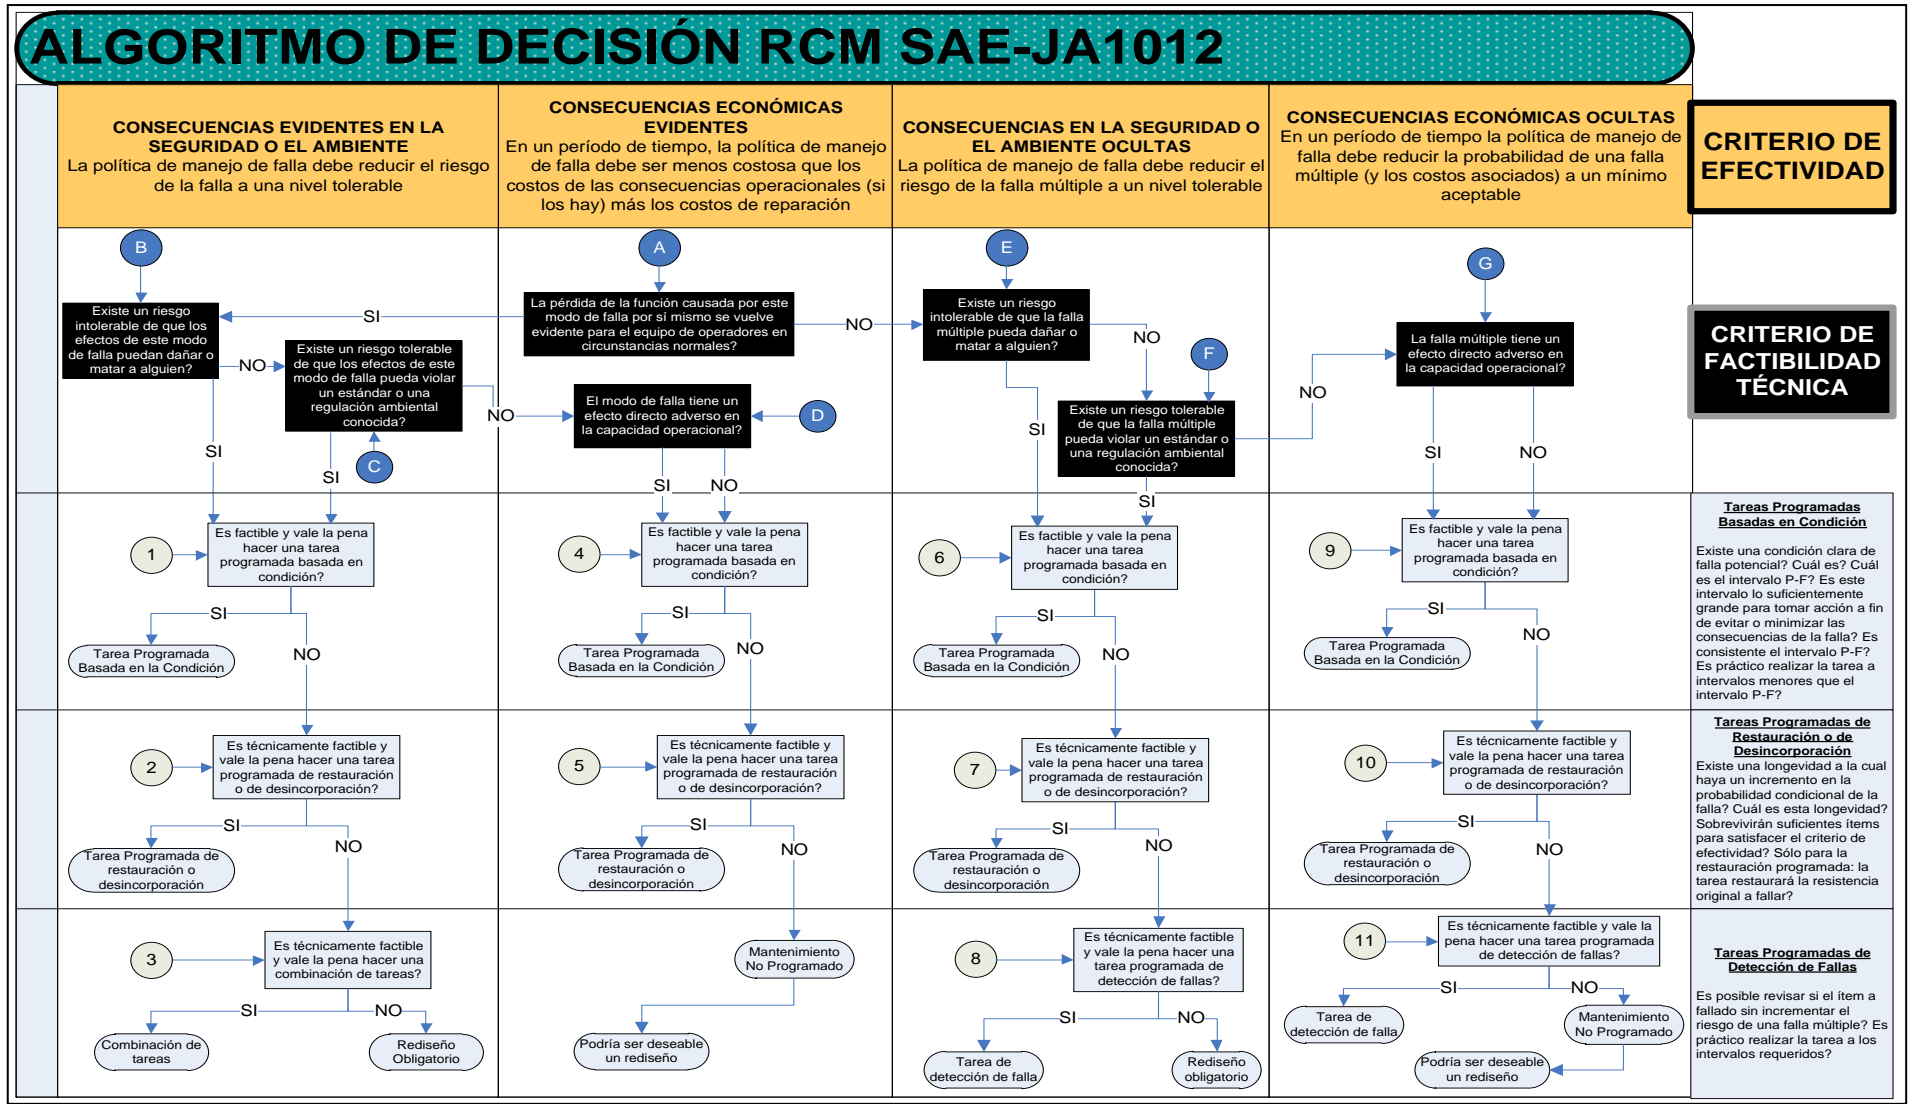 ALGORITMO DE DECISIÓN RCM SAE-JA1012
CONSECUENCIAS EVIDENTES EN LA
SEGURIDAD O EL AMBIENTE
La política de manejo de falla debe reducir el riesgo
de la falla a una nivel tolerable
CONSECUENCIAS ECONÓMICAS
EVIDENTES
En un período de tiempo, la política de manejo
de falla debe ser menos costosa que los
costos de las consecuencias operacionales (si
los hay) más los costos de reparación
CONSECUENCIAS EN LA SEGURIDAD O
EL AMBIENTE OCULTAS
La política de manejo de falla debe reducir el
riesgo de la falla múltiple a un nivel tolerable
CONSECUENCIAS ECONÓMICAS OCULTAS
En un período de tiempo la política de manejo de
falla debe reducir la probabilidad de una falla
múltiple (y los costos asociados) a un mínimo
aceptable
CRITERIO DE
EFECTIVIDAD
B
A
E
G
Existe un riesgo
intolerable de que los
efectos de este modo
de falla puedan dañar o
matar a alguien?
SI
La pérdida de la función causada por este
modo de falla por sí mismo se vuelve
evidente para el equipo de operadores en
circunstancias normales?
NO
Existe un riesgo
intolerable de que la falla
múltiple pueda dañar o
matar a alguien?
NO
F
La falla múltiple tiene un
efecto directo adverso en
la capacidad operacional?
CRITERIO DE
FACTIBILIDAD
TÉCNICA
NO
Existe un riesgo tolerable
de que los efectos de este
modo de falla pueda violar
un estándar o una
regulación ambiental
conocida?
NO
El modo de falla tiene un
efecto directo adverso en
la capacidad operacional?
D
SI
Existe un riesgo tolerable
de que la falla múltiple
pueda violar un estándar o
una regulación ambiental
conocida?
NO
SI
NO
SI
SI
C
SI
NO
SI
1
Es factible y vale la pena
hacer una tarea
programada basada en
condición?
4
Es factible y vale la pena
hacer una tarea
programada basada en
condición?
6
Es factible y vale la pena
hacer una tarea
programada basada en
condición?
9
Es factible y vale la pena
hacer una tarea
programada basada en
condición?
SI
NO
Tarea Programada
Basada en la Condición
SI
NO
Tarea Programada
Basada en la Condición
SI
NO
Tarea Programada
Basada en la Condición
SI
NO
Tarea Programada
Basada en la Condición
Tareas Programadas
Basadas en Condición
Existe una condición clara de
falla potencial? Cuál es? Cuál
es el intervalo P-F? Es este
intervalo lo suficientemente
grande para tomar acción a fin
de evitar o minimizar las
consecuencias de la falla? Es
consistente el intervalo P-F?
Es práctico realizar la tarea a
intervalos menores que el
intervalo P-F?
2
Es técnicamente factible y
vale la pena hacer una tarea
programada de restauración
o de desincorporación?
5
Es técnicamente factible y
vale la pena hacer una tarea
programada de restauración
o de desincorporación?
7
Es técnicamente factible y
vale la pena hacer una tarea
programada de restauración
o de desincorporación?
10
Es técnicamente factible y
vale la pena hacer una tarea
programada de restauración
o de desincorporación?
SI
NO
Tarea Programada de
restauración o
desincorporación
SI
NO
Tarea Programada de
restauración o
desincorporación
SI
NO
Tarea Programada de
restauración o
desincorporación
SI
NO
Tarea Programada de
restauración o
desincorporación
Tareas Programadas de
Restauración o de
Desincorporación
Existe una longevidad a la cual
haya un incremento en la
probabilidad condicional de la
falla? Cuál es esta longevidad?
Sobrevivirán suficientes ítems
para satisfacer el criterio de
efectividad? Sólo para la
restauración programada: la
tarea restaurará la resistencia
original a fallar?
3
Es técnicamente factible
y vale la pena hacer una
combinación de tareas?
SI
NO
Combinación de
tareas
Rediseño
Obligatorio
Mantenimiento
No Programado
Podría ser deseable
un rediseño
8
Es técnicamente factible
y vale la pena hacer una
tarea programada de
detección de fallas?
SI
NO
Tarea de
detección de falla
Rediseño
obligatorio
11
Es técnicamente factible y vale la
pena hacer una tarea programada
de detección de fallas?
SI
NO
Tarea de
detección de falla
Mantenimiento
No Programado
Podría ser deseable
un rediseño
Tareas Programadas de
Detección de Fallas
Es posible revisar si el ítem a
fallado sin incrementar el
riesgo de una falla múltiple? Es
práctico realizar la tarea a los
intervalos requeridos?